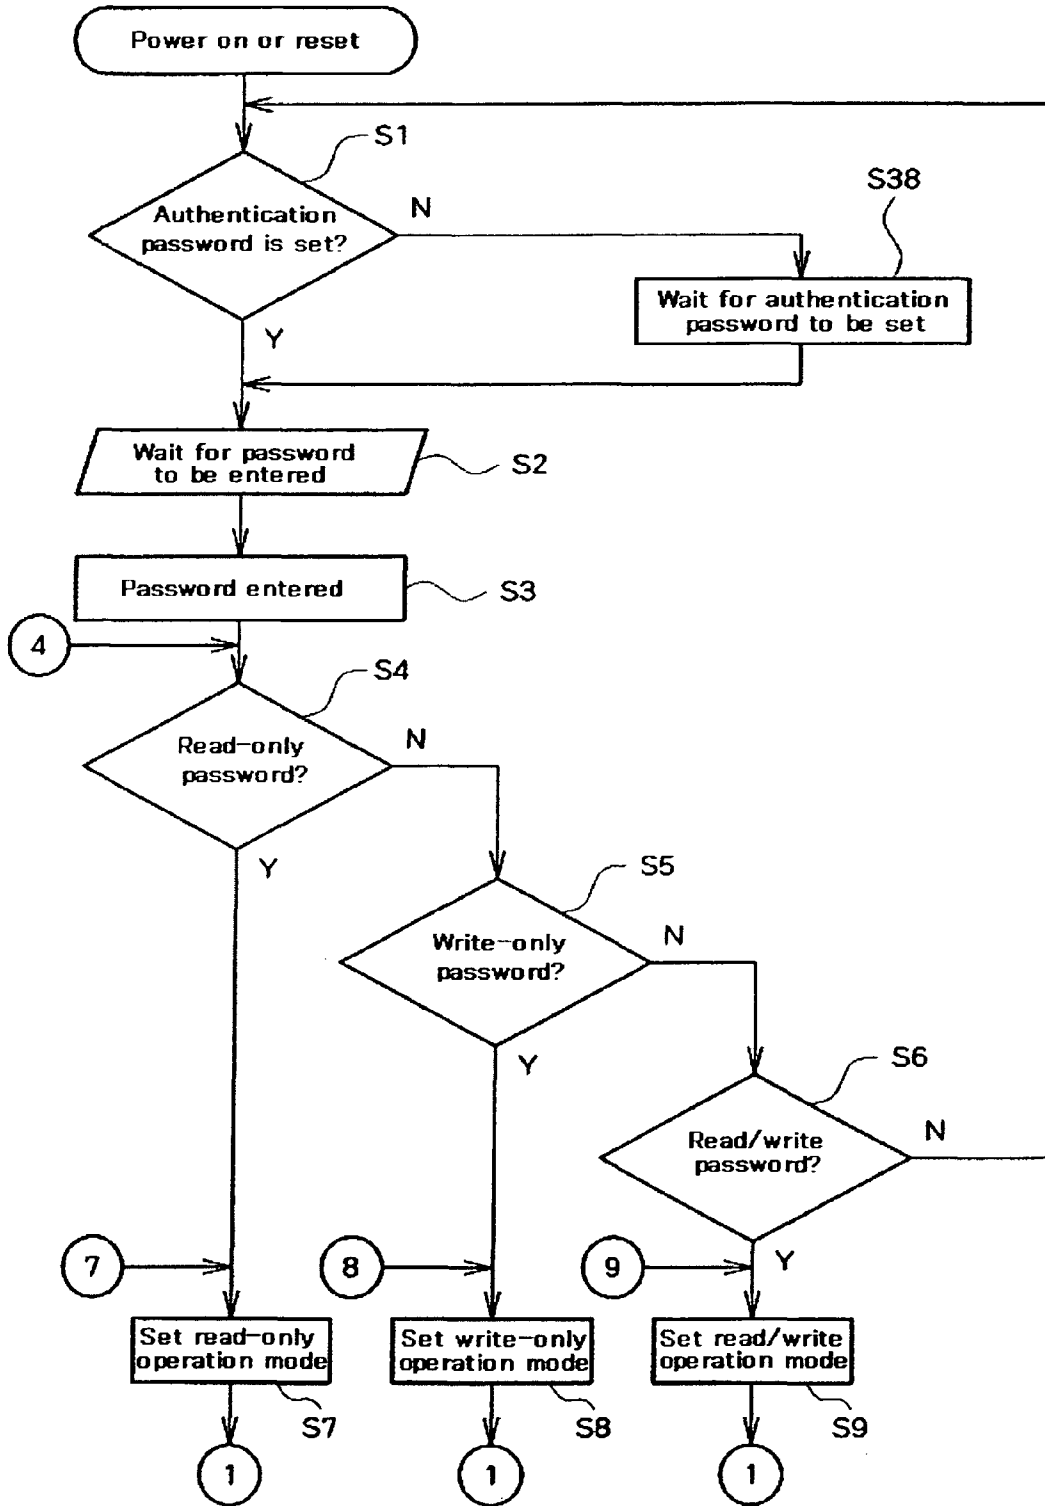 Power on or reset
S1
Authentication
password is set?
N
S38
Wait for authentication
password to be set
Y
Wait for password
to be entered
S2
Password entered
S3
4
S4
Read-only
password?
N
Y
S5
Write-only
password?
N
Y
S6
Read/write
password?
N
Y
7
8
9
Set read-only
operation mode
Set write-only
operation mode
Set read/write
operation mode
S7
S8
S9
1
1
1